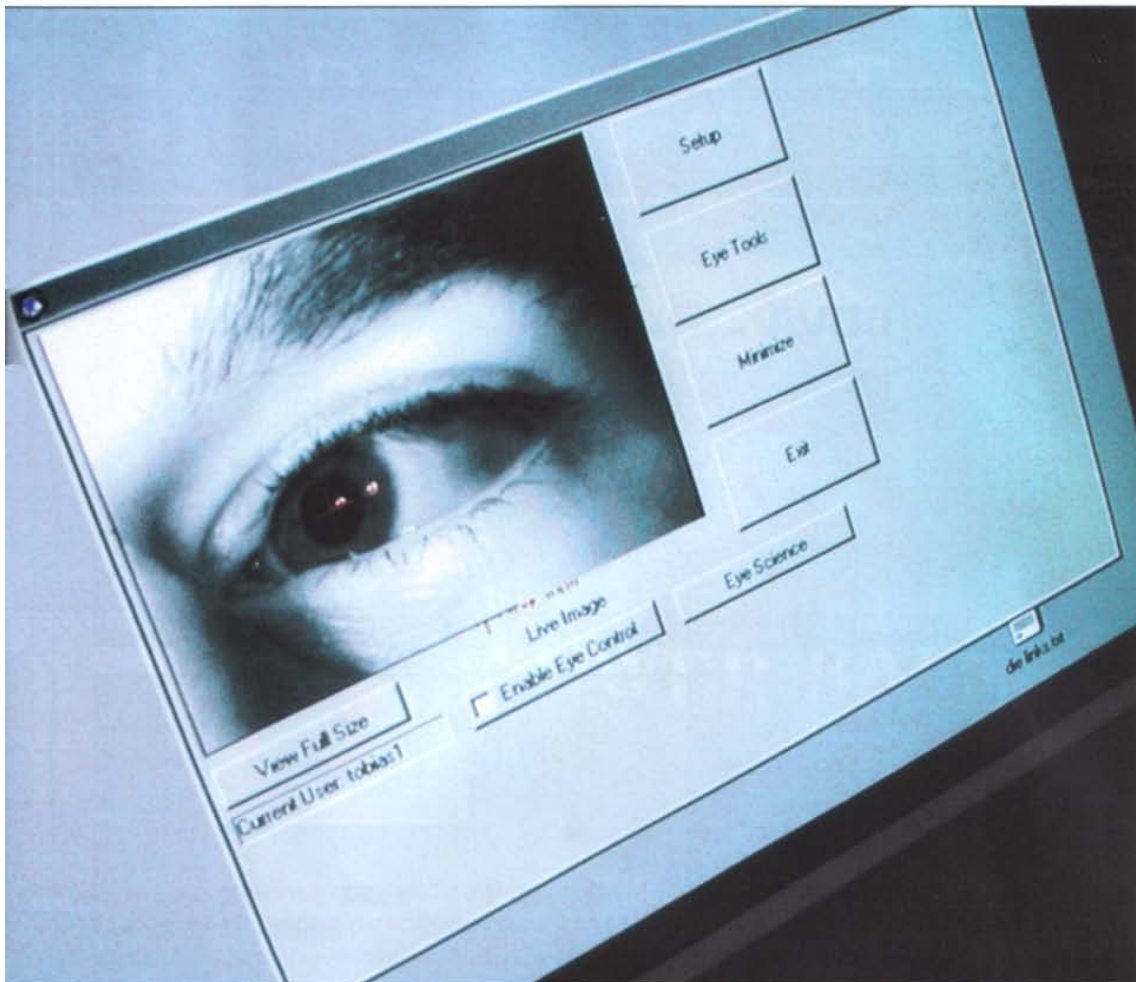 Setup
Eye Tools
Minimize
Exit
Eye Science
Live Image
Enable Eye Control
View Full Size
Current User: tobias1
die links.txt